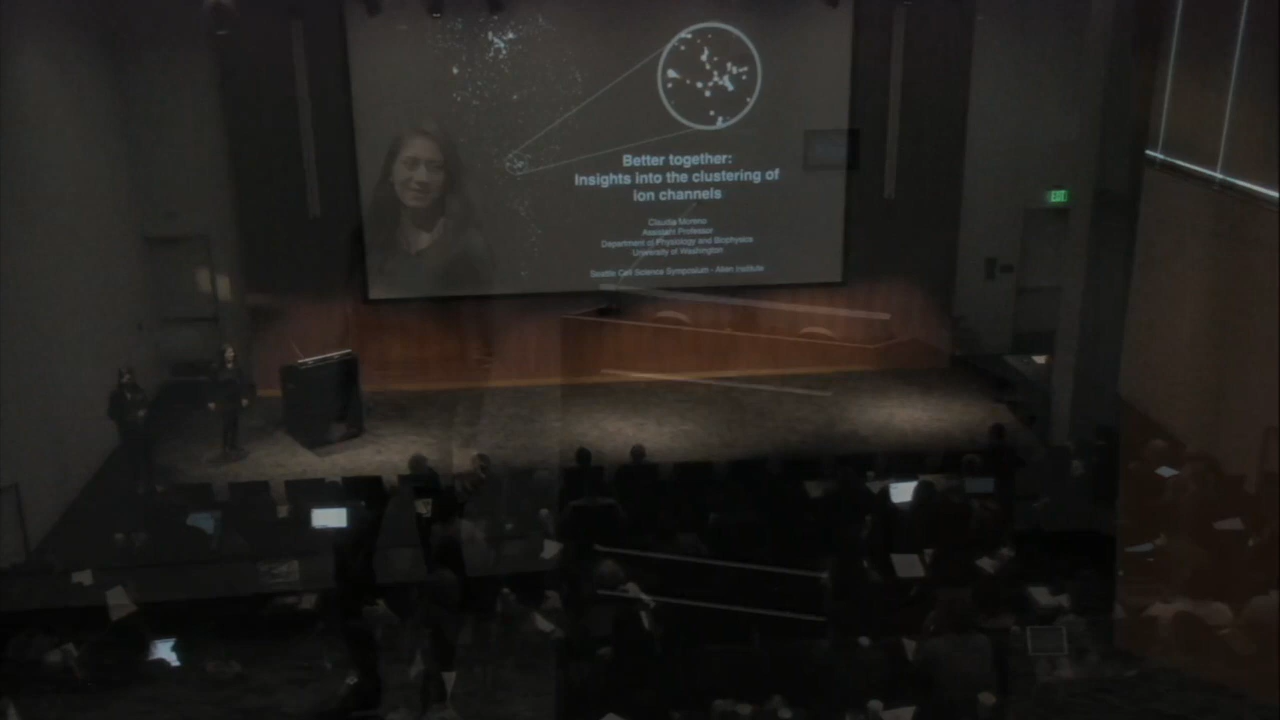 Better together:
Insights into the clustering of
ion channels
Claudia Moreno
Assistant Professor
Department of Physiology and Biophysics
University of Washington
Seattle Cell Science Symposium - Allen Institute
EXIT